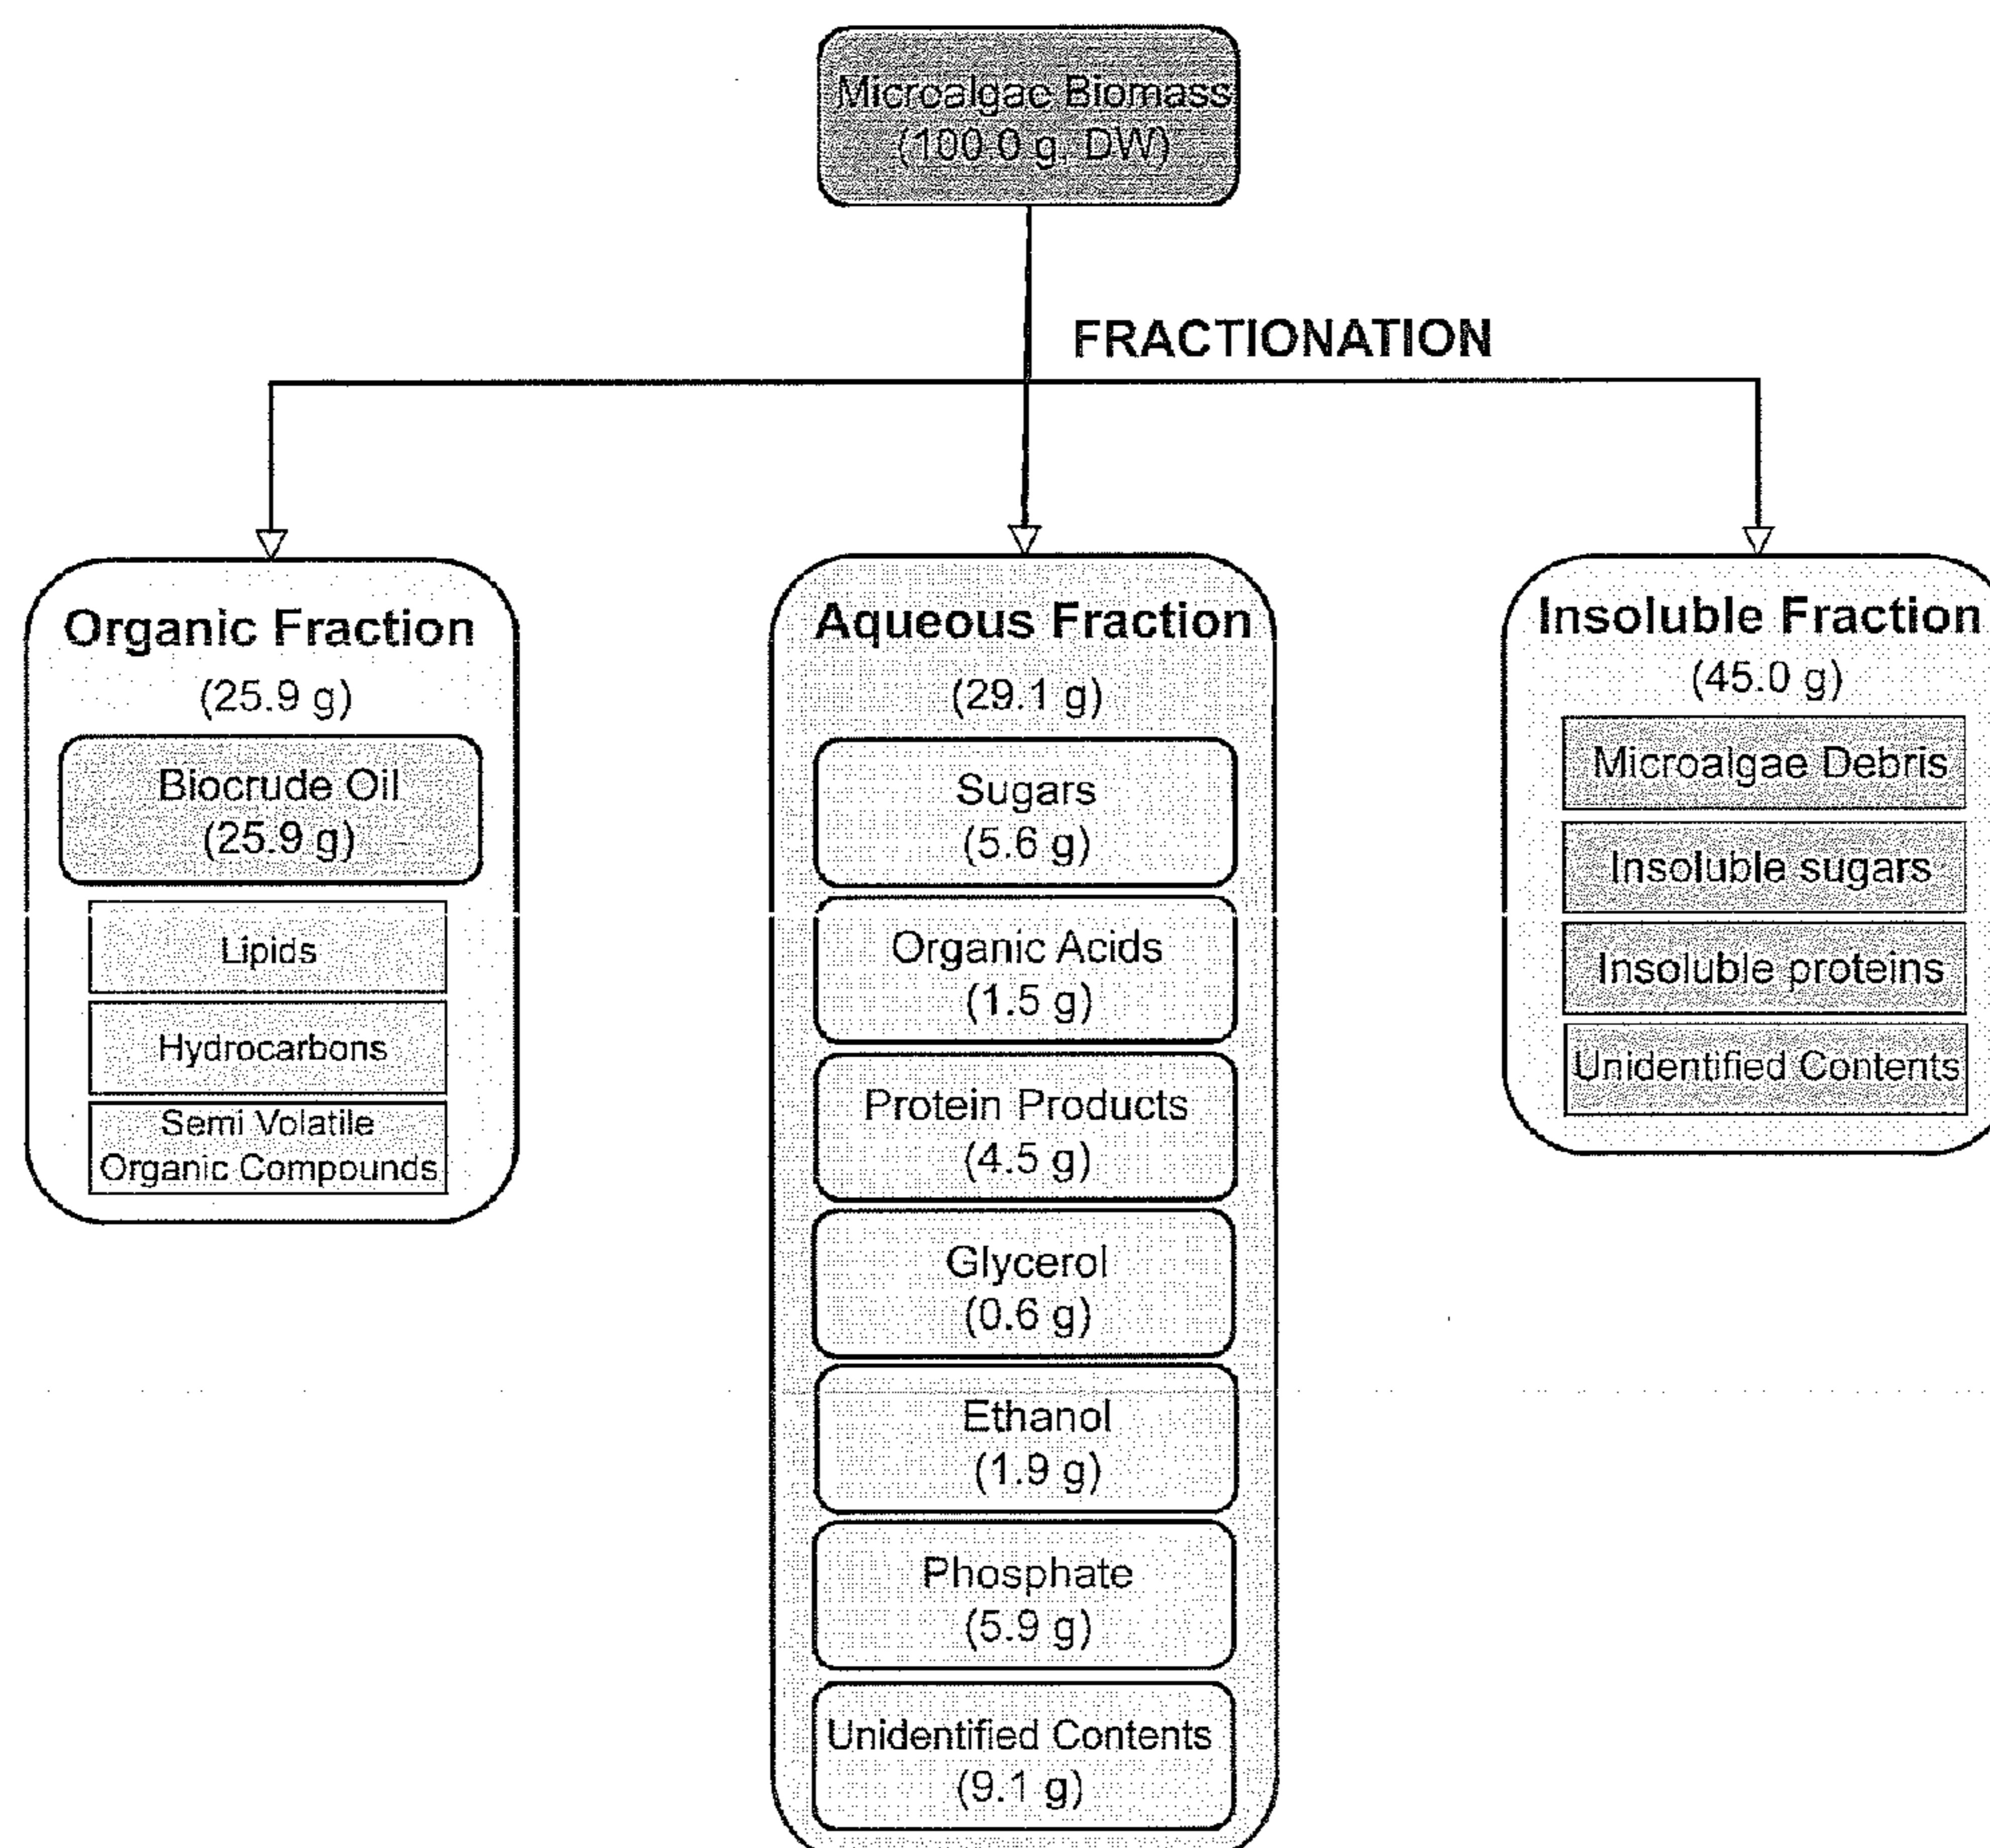 Microalgae Biomass
(100.0 g, DW)
FRACTIONATION
Organic Fraction
(25.9 g)
Biocrude Oil
(25.9 g)
Lipids
Hydrocarbons
Semi Volatile
Organic Compounds
Aqueous Fraction
(29.1 g)
Sugars
(5.6 g)
Organic Acids
(1.5 g)
Protein Products
(4.5 g)
Glycerol
(0.6 g)
Ethanol
(1.9 g)
Phosphate
(5.9 g)
Unidentified Contents
(9.1 g)
Insoluble Fraction
(45.0 g)
Microalgae Debris
Insoluble sugars
Insoluble proteins
Unidentified Contents